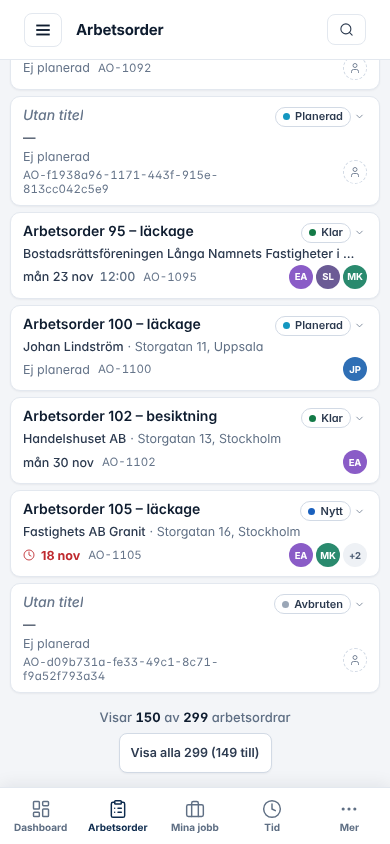 Arbetsorder
Ej planerad AO-1092
Utan titel Planerad
—
Ej planerad
AO-f1938a96-1171-443f-915e-
813cc042c5e9
Arbetsorder 95 – läckage Klar
Bostadsrättsföreningen Långa Namnets Fastigheter i ...
mån 23 nov 12:00 AO-1095 EA SL MK
Arbetsorder 100 – läckage Planerad
Johan Lindström · Storgatan 11, Uppsala
Ej planerad AO-1100 JP
Arbetsorder 102 – besiktning Klar
Handelshuset AB · Storgatan 13, Stockholm
mån 30 nov AO-1102 EA
Arbetsorder 105 – läckage Nytt
Fastighets AB Granit · Storgatan 16, Stockholm
18 nov AO-1105 EA MK +2
Utan titel Avbruten
—
Ej planerad
AO-d09b731a-fe33-49c1-8c71-
f9a52f793a34
Visar 150 av 299 arbetsordrar
Visa alla 299 (149 till)
Dashboard Arbetsorder Mina jobb Tid Mer